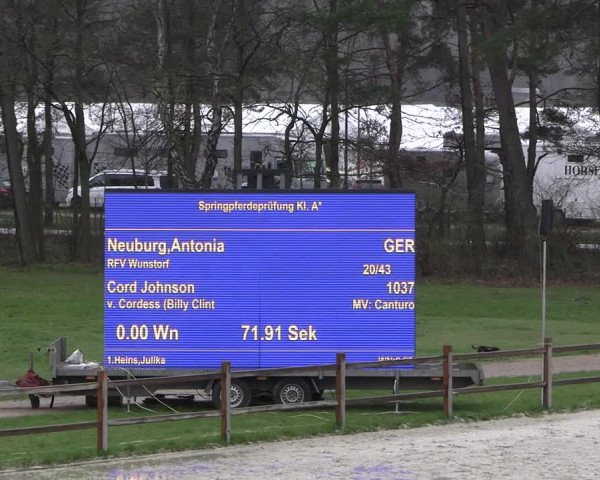 Springpferdeprüfung Kl. A*
Neuburg,Antonia GER
RFV Wunstorf 20/43
Cord Johnson 1037
v. Cordess (Billy Clint MV: Canturo
0.00 Wn 71.91 Sek
1.Heins,Julika
HORSE